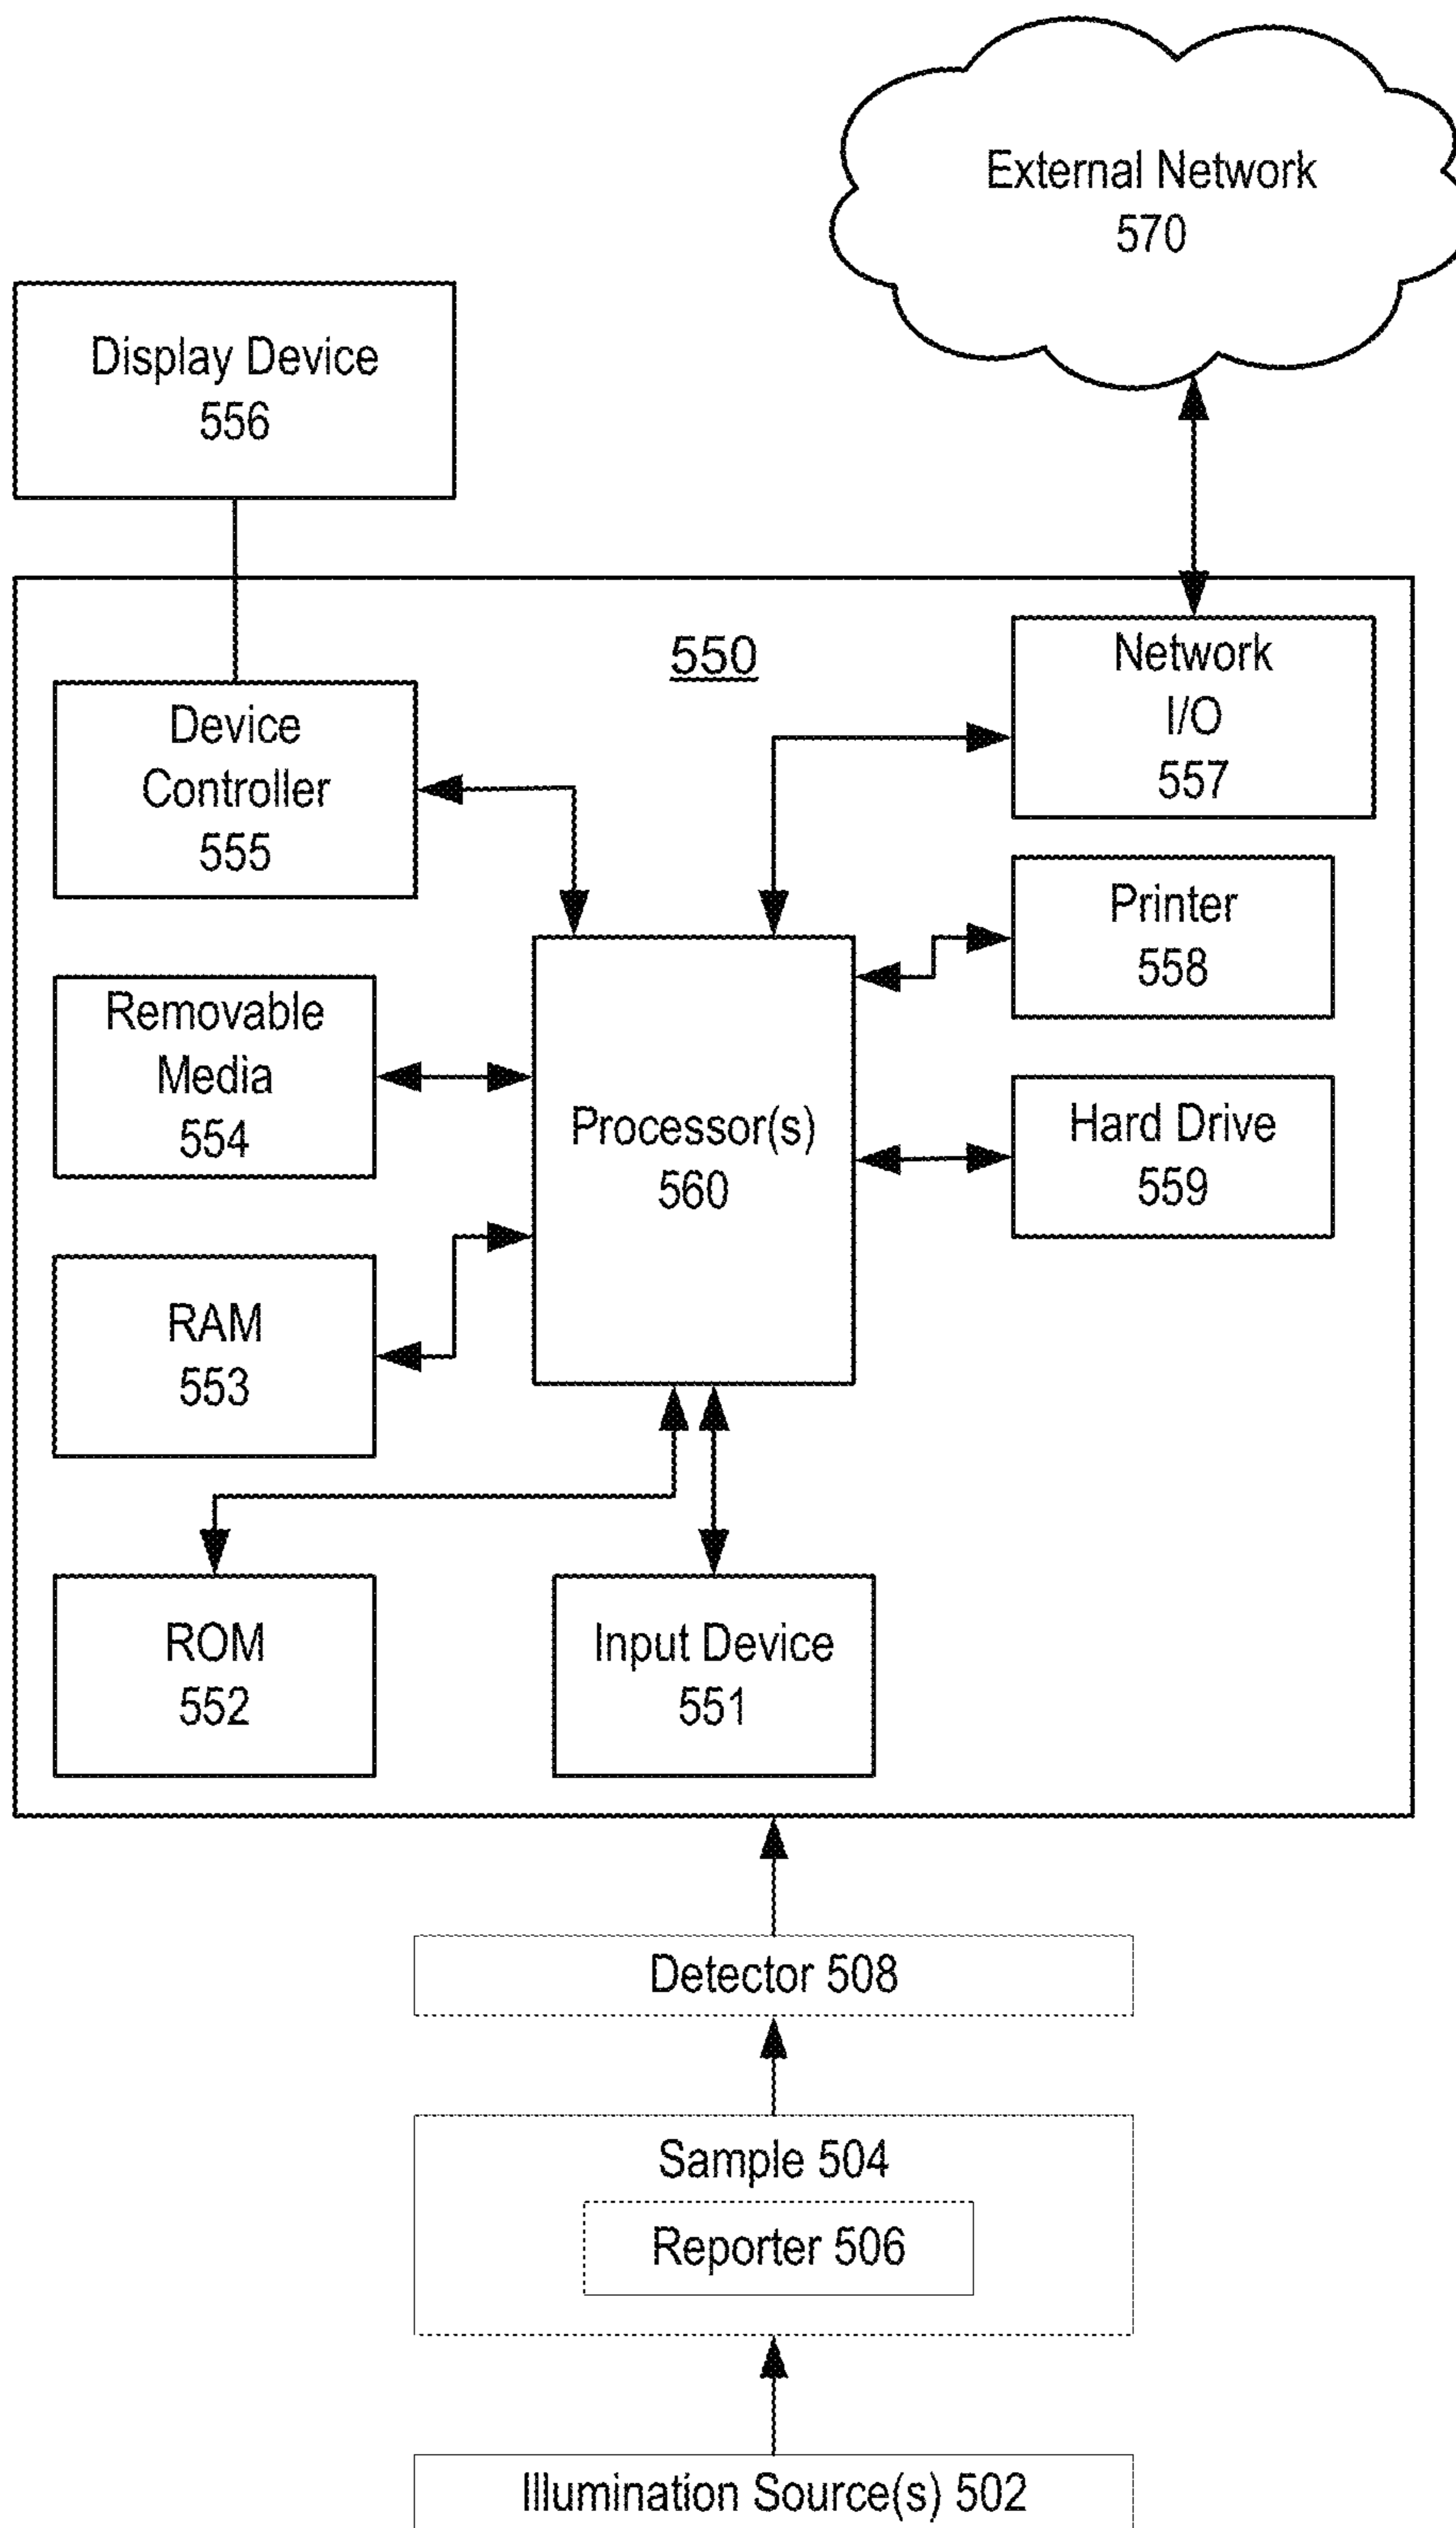 External Network
570
Display Device
556
550
Network
I/O
557
Device
Controller
555
Printer
558
Removable
Media
554
Processor(s)
560
Hard Drive
559
RAM
553
ROM
552
Input Device
551
Detector 508
Sample 504
Reporter 506
Illumination Source(s) 502